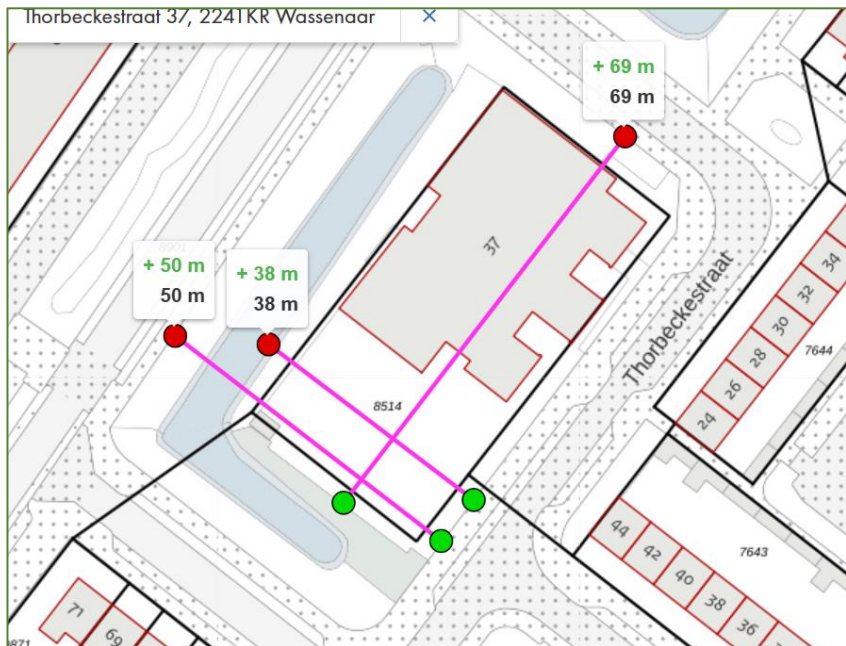 Thorbeckestraat 37, 2241KR Wassenaar
×
+ 69 m
69 m
+ 50 m
50 m
+ 38 m
38 m
37
Thorbeckestraat
34
32
30
28
26
24
7644
8514
44
42
40
38
36
7643
71
69